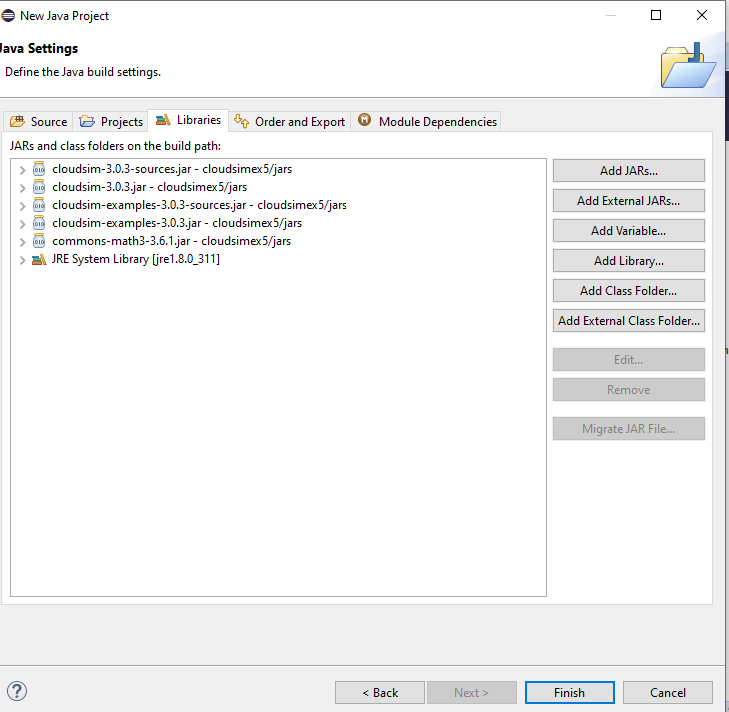 New Java Project
Java Settings
Define the Java build settings.
Source Projects Libraries Order and Export Module Dependencies
JARs and class folders on the build path:
cloudsim-3.0.3-sources.jar - cloudsimex5/jars
cloudsim-3.0.3.jar - cloudsimex5/jars
cloudsim-examples-3.0.3-sources.jar - cloudsimex5/jars
cloudsim-examples-3.0.3.jar - cloudsimex5/jars
commons-math3-3.6.1.jar - cloudsimex5/jars
JRE System Library [jre1.8.0_311]
Add JARs...
Add External JARs...
Add Variable...
Add Library...
Add Class Folder...
Add External Class Folder...
Edit...
Remove
Migrate JAR File...
< Back Next > Finish Cancel